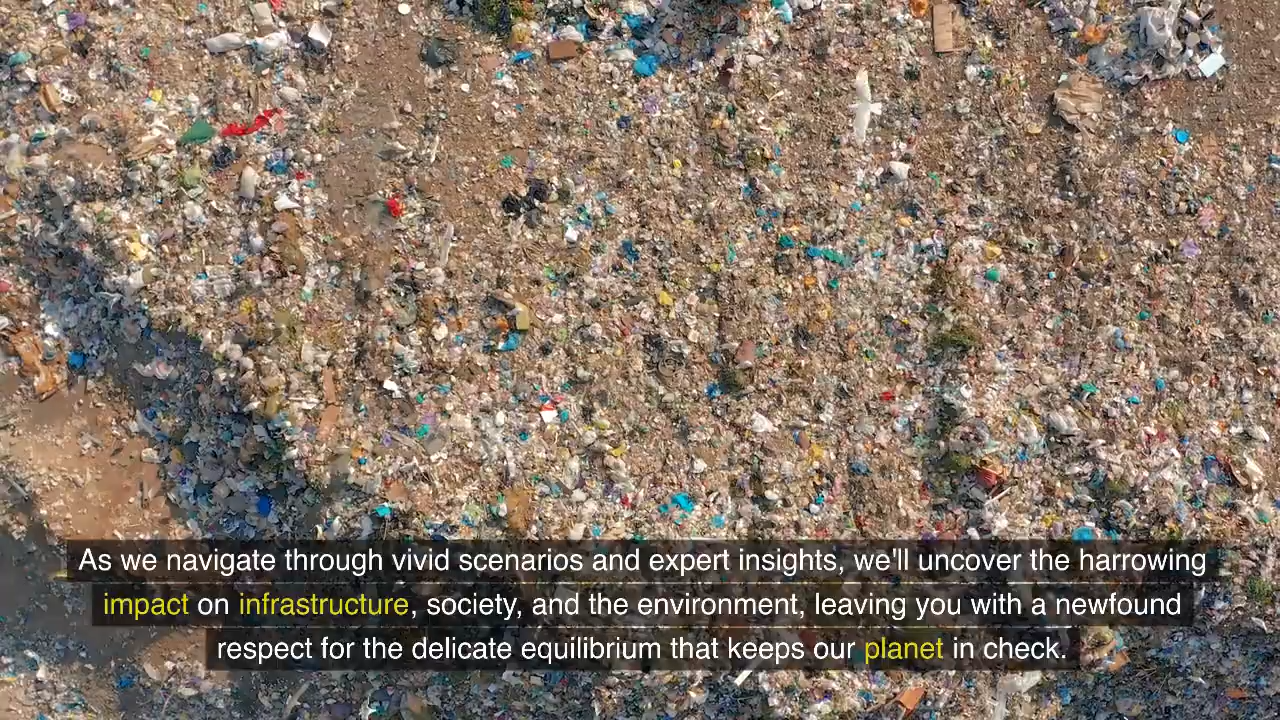 As we navigate through vivid scenarios and expert insights, we'll uncover the harrowing
impact on infrastructure, society, and the environment, leaving you with a newfound
respect for the delicate equilibrium that keeps our planet in check.